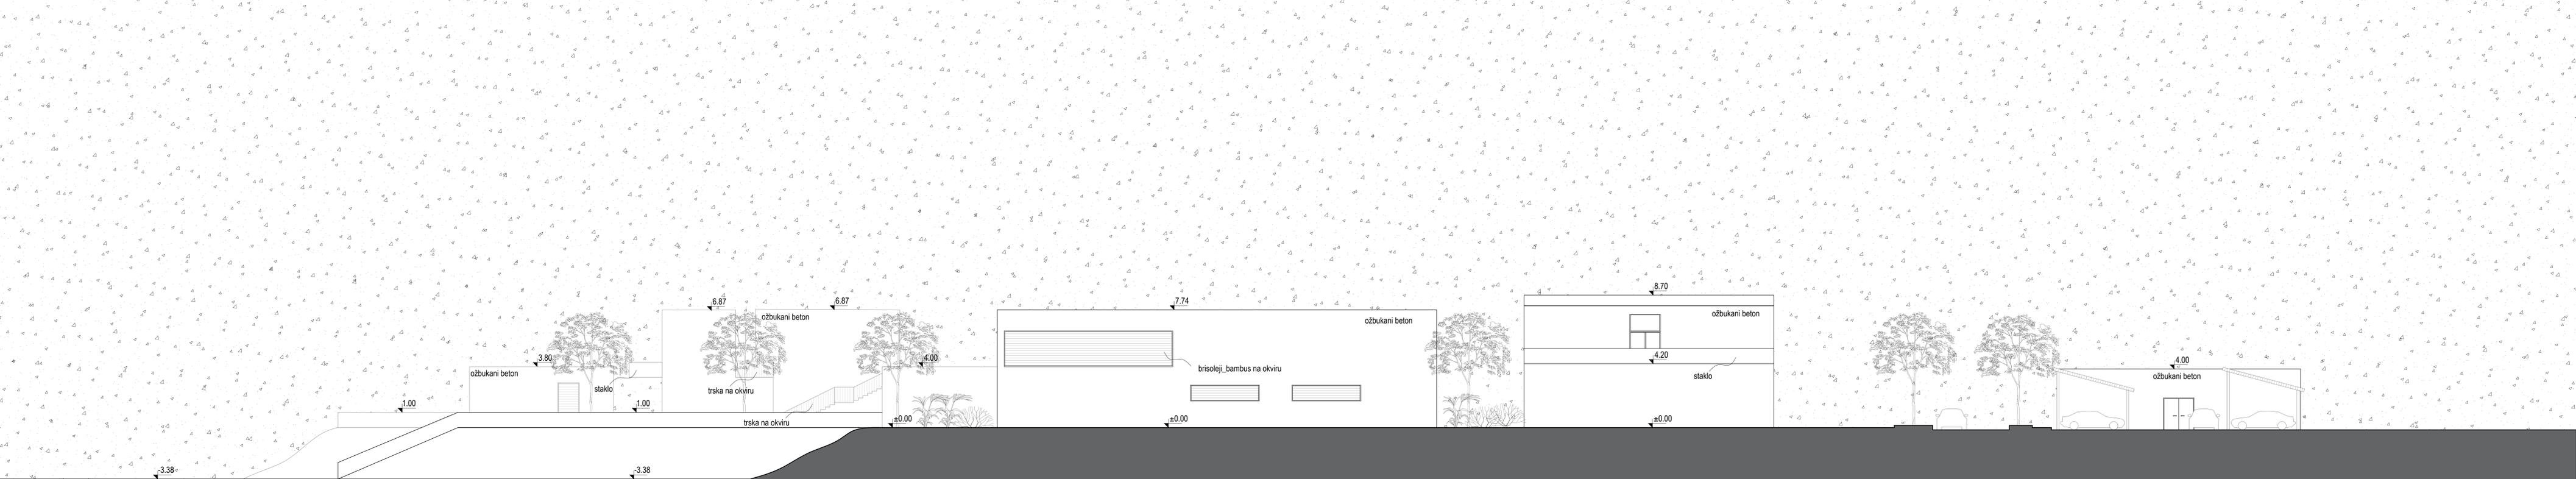 8.70
6.87
6.87
7.74
ožbukani beton
ožbukani beton
ožbukani beton
3.80
4.00
4.20
4.00
ožbukani beton
staklo
brisoleji_bambus na okviru
staklo
ožbukani beton
trska na okviru
1.00
1.00
trska na okviru
±0.00
±0.00
±0.00
-3.38
-3.38